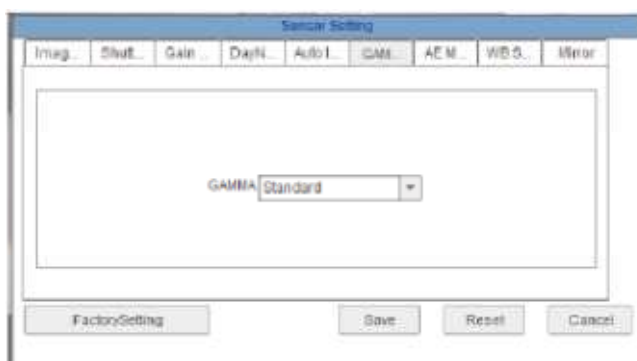 Sensor Setting
Imag... Shutt... Gain ... DayN... Auto I... GAM... AE M... WB S... Mirror
GAMMA Standard
FactorySetting Save Reset Cancel